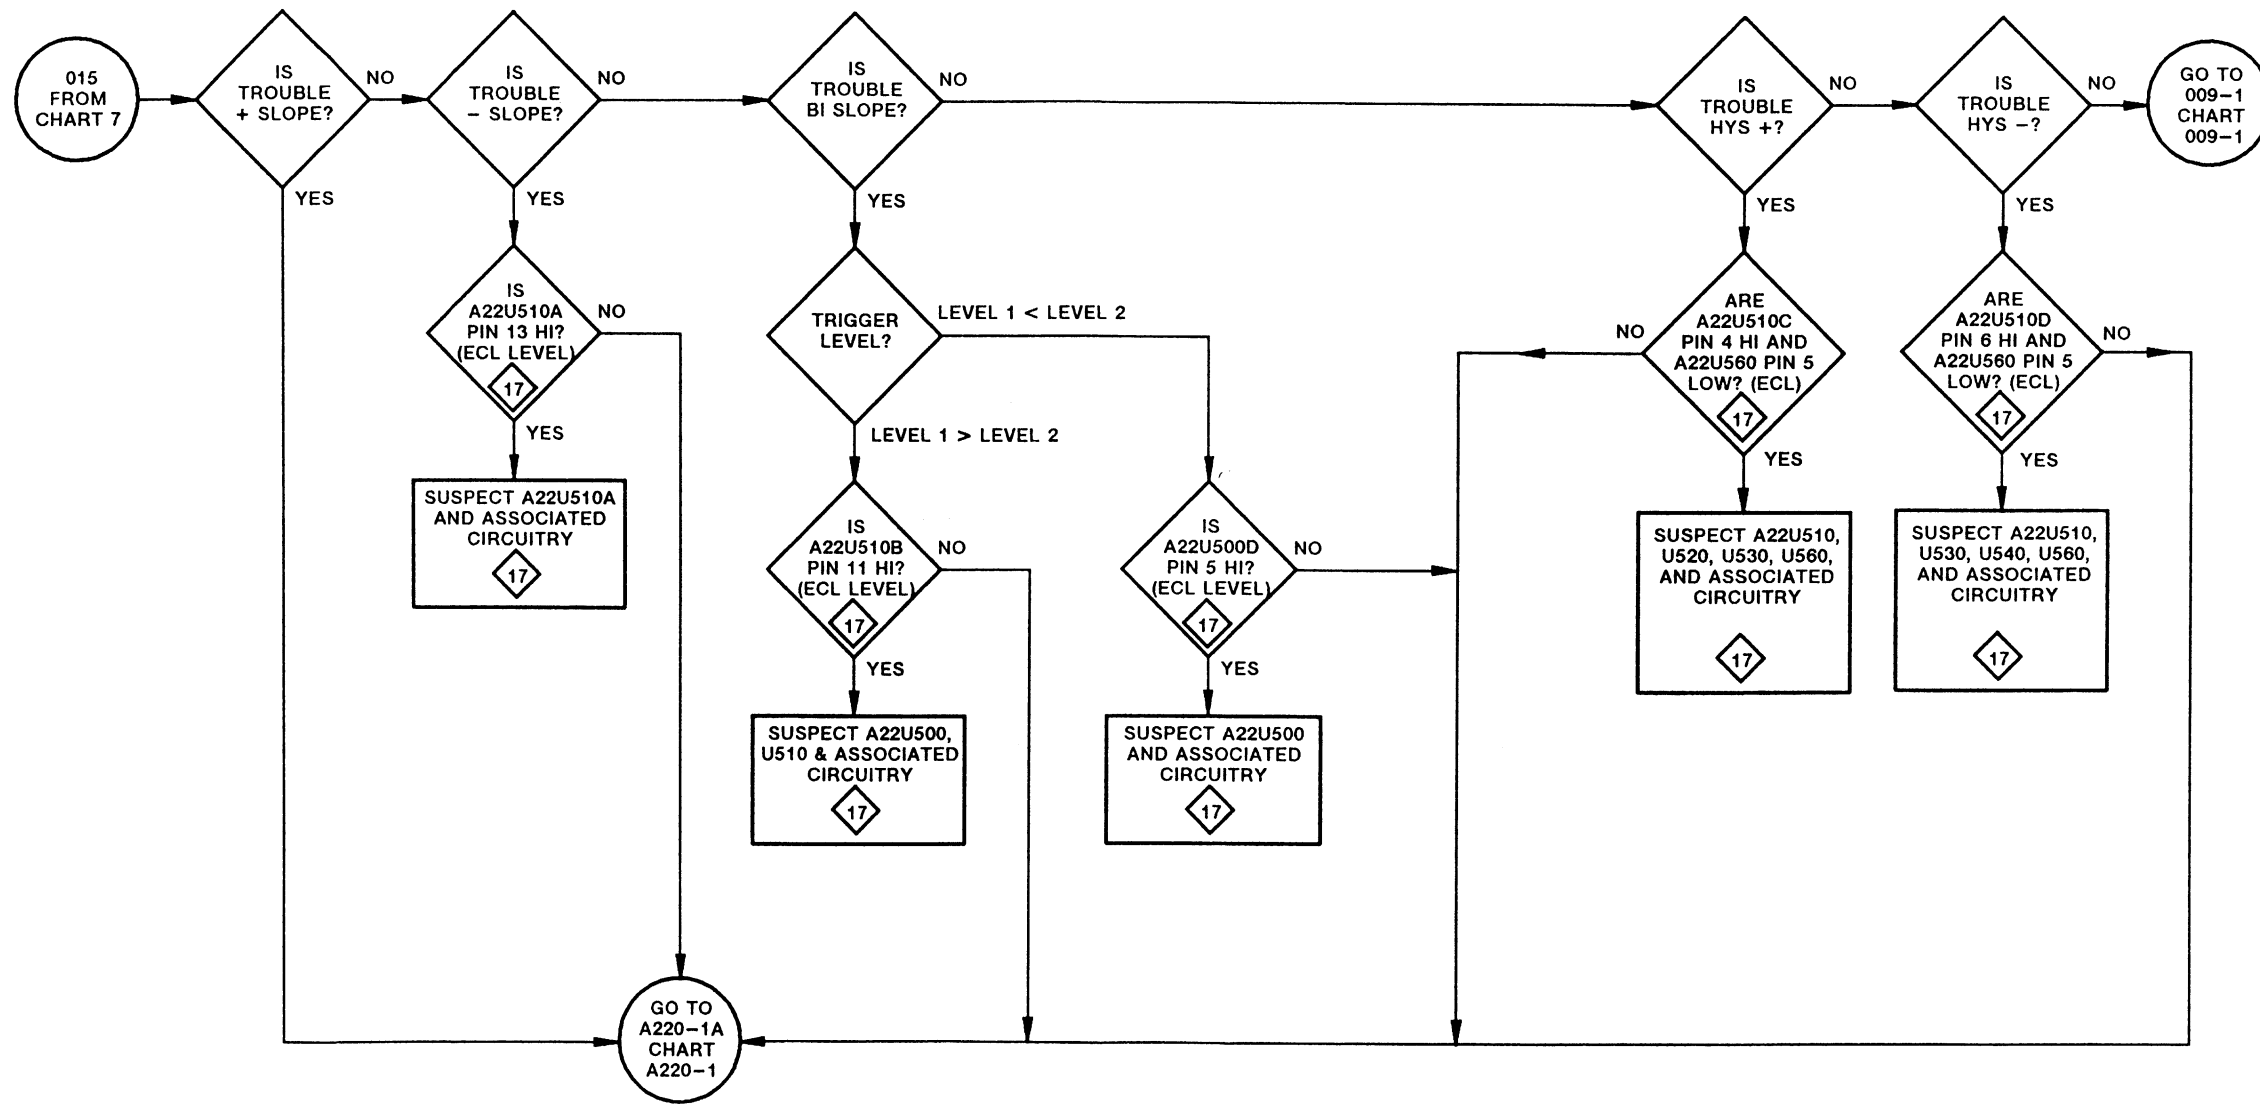 015
FROM
CHART 7
IS
TROUBLE
+ SLOPE?
NO
YES
IS
TROUBLE
− SLOPE?
NO
YES
IS
TROUBLE
BI SLOPE?
NO
YES
IS
TROUBLE
HYS +?
NO
YES
IS
TROUBLE
HYS −?
NO
YES
GO TO
009−1
CHART
009−1
IS
A22U510A
PIN 13 HI?
(ECL LEVEL)
17
NO
YES
SUSPECT A22U510A
AND ASSOCIATED
CIRCUITRY
17
TRIGGER
LEVEL?
LEVEL 1 < LEVEL 2
LEVEL 1 > LEVEL 2
IS
A22U510B
PIN 11 HI?
(ECL LEVEL)
17
NO
YES
SUSPECT A22U500,
U510 & ASSOCIATED
CIRCUITRY
17
IS
A22U500D
PIN 5 HI?
(ECL LEVEL)
17
NO
YES
SUSPECT A22U500
AND ASSOCIATED
CIRCUITRY
17
ARE
A22U510C
PIN 4 HI AND
A22U560 PIN 5
LOW? (ECL)
17
NO
YES
SUSPECT A22U510,
U520, U530, U560,
AND ASSOCIATED
CIRCUITRY
17
ARE
A22U510D
PIN 6 HI AND
A22U560 PIN 5
LOW? (ECL)
17
NO
YES
SUSPECT A22U510,
U530, U540, U560,
AND ASSOCIATED
CIRCUITRY
17
GO TO
A220−1A
CHART
A220−1